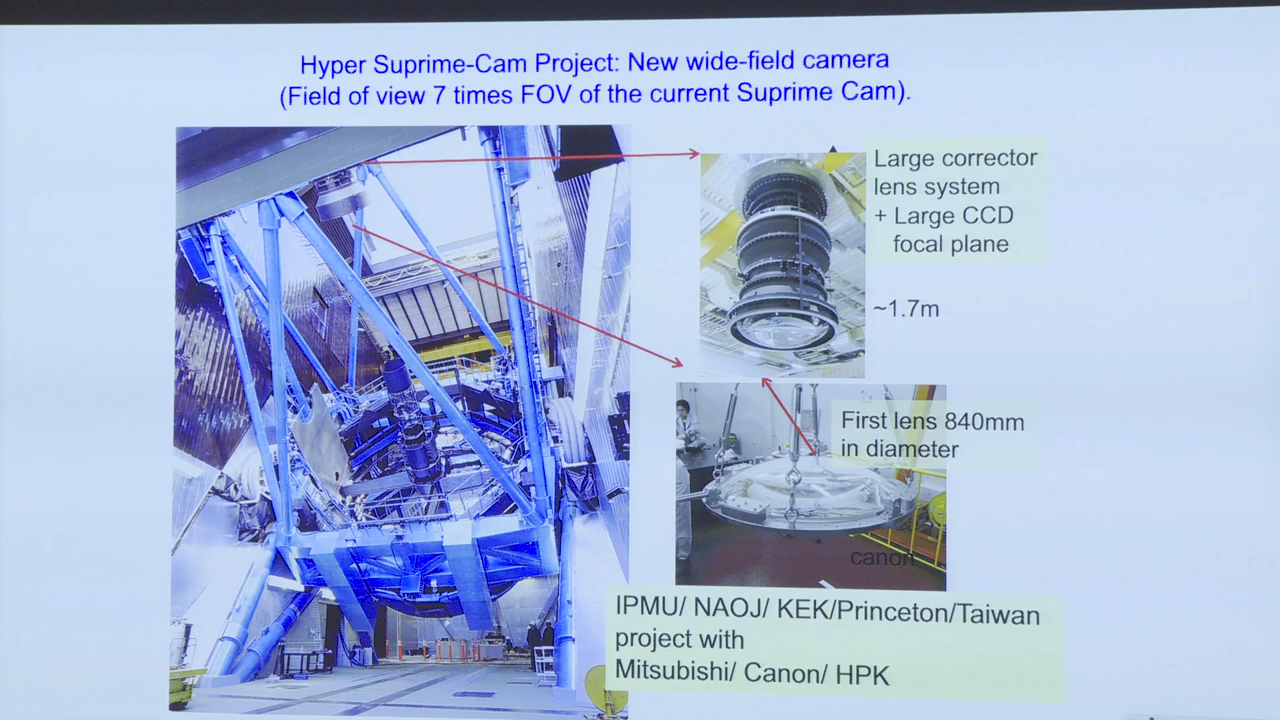 Hyper Suprime-Cam Project: New wide-field camera
(Field of view 7 times FOV of the current Suprime Cam).
Large corrector
lens system
+ Large CCD
focal plane
~1.7m
First lens 840mm
in diameter
canon
IPMU/ NAOJ/ KEK/Princeton/Taiwan
project with
Mitsubishi/ Canon/ HPK